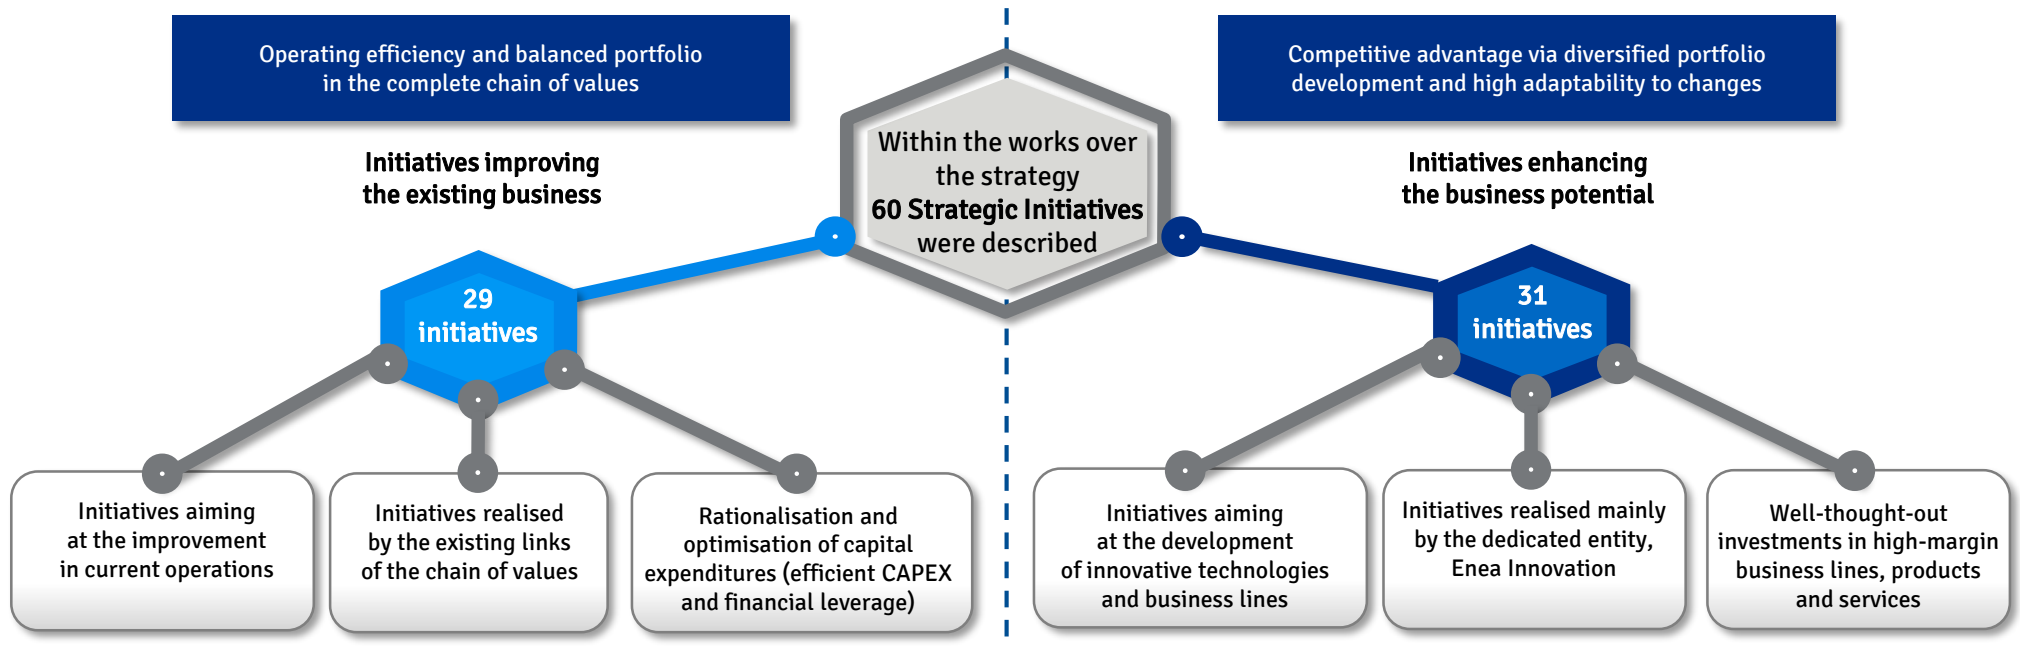 Operating efficiency and balanced portfolio
in the complete chain of values
Initiatives improving
the existing business
29
initiatives
Initiatives aiming
at the improvement
in current operations
Initiatives realised
by the existing links
of the chain of values
Rationalisation and
optimisation of capital
expenditures (efficient CAPEX
and financial leverage)
Within the works over
the strategy
60 Strategic Initiatives
were described
Competitive advantage via diversified portfolio
development and high adaptability to changes
Initiatives enhancing
the business potential
31
initiatives
Initiatives aiming
at the development
of innovative technologies
and business lines
Initiatives realised mainly
by the dedicated entity,
Enea Innovation
Well-thought-out
investments in high-margin
business lines, products
and services